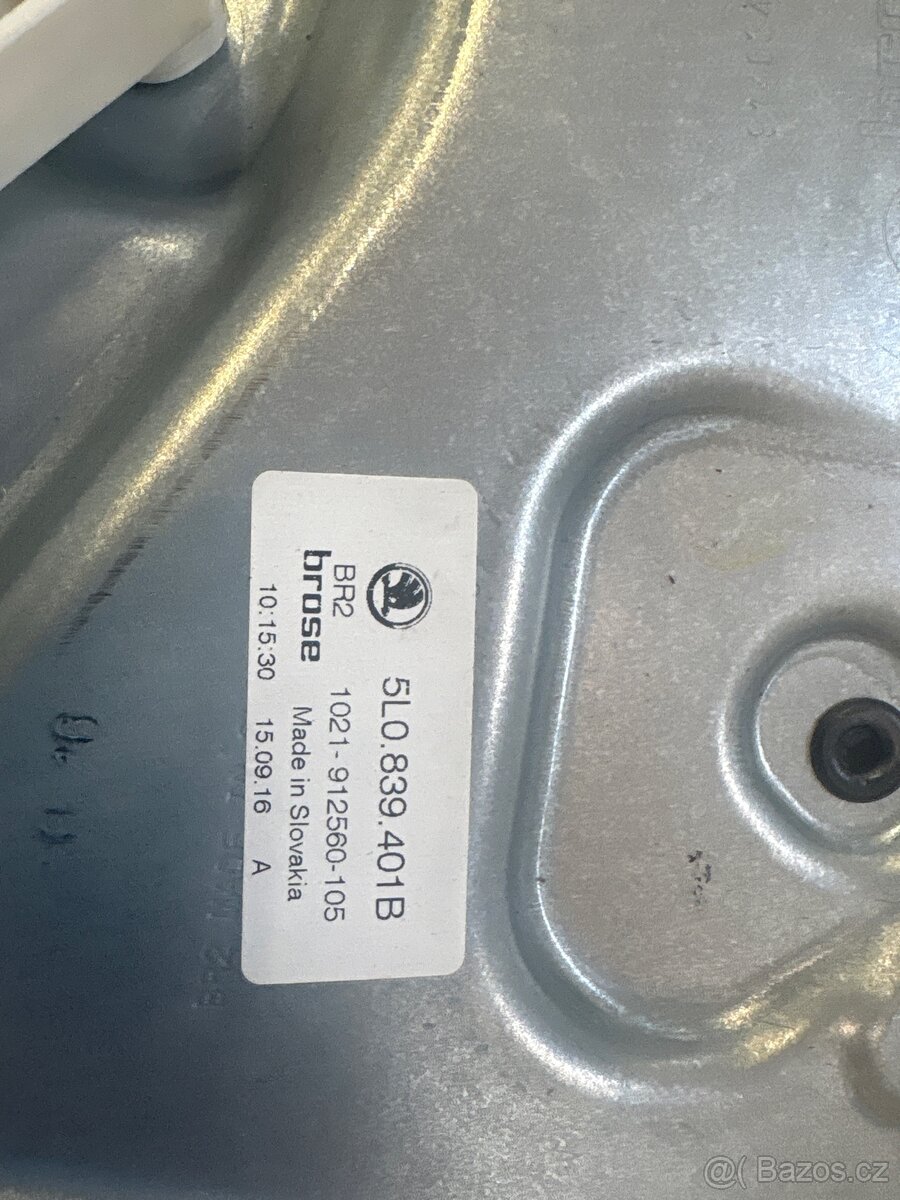 5L0.839.401B
BR2 1021-912560-105
brose Made in Slovakia
10:15:30 15.09.16 A
@( Bazos.cz